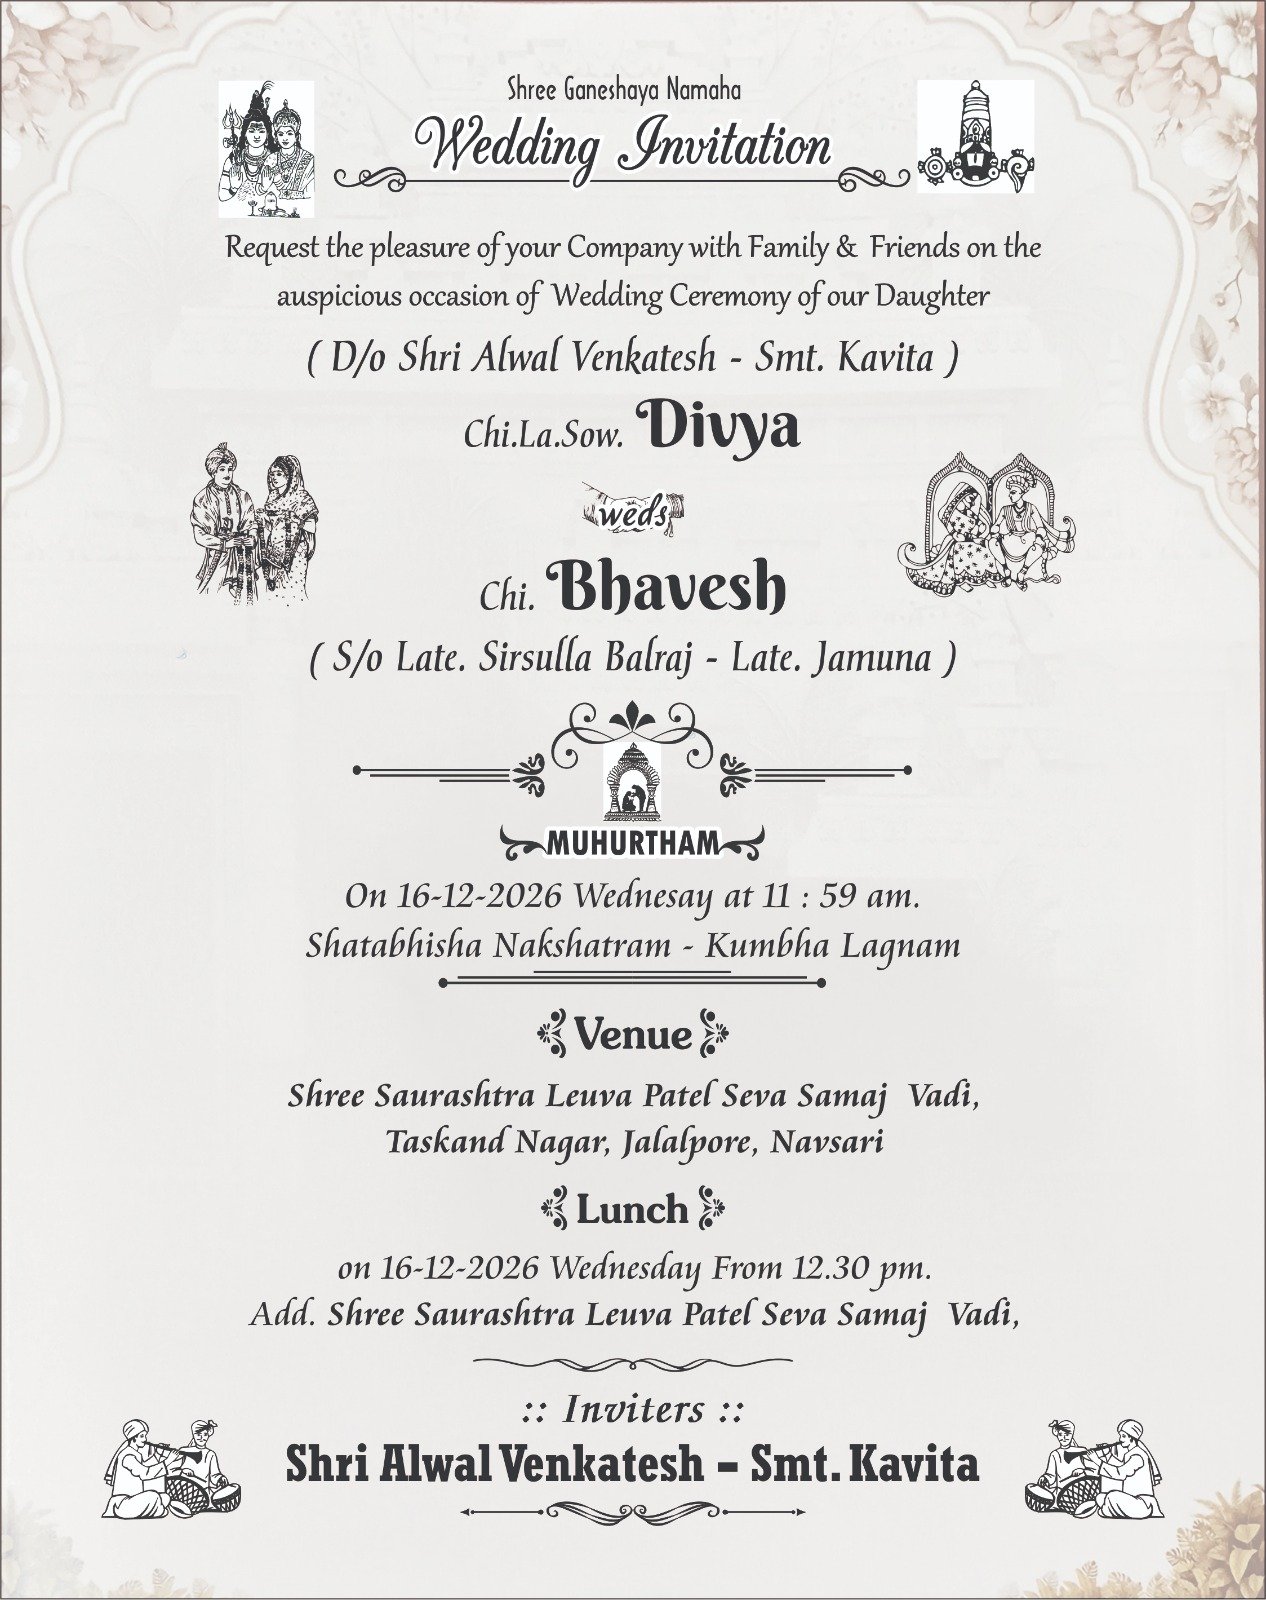 Shree Ganeshaya Namaha
Wedding Invitation
Request the pleasure of your Company with Family & Friends on the
auspicious occasion of Wedding Ceremony of our Daughter
( D/o Shri Alwal Venkatesh - Smt. Kavita )
Chi.La.Sow. Divya
weds
Chi. Bhavesh
( S/o Late. Sirsulla Balraj - Late. Jamuna )
MUHURTHAM
On 16-12-2026 Wednesay at 11 : 59 am.
Shatabhisha Nakshatram - Kumbha Lagnam
Venue
Shree Saurashtra Leuva Patel Seva Samaj Vadi,
Taskand Nagar, Jalalpore, Navsari
Lunch
on 16-12-2026 Wednesday From 12.30 pm.
Add. Shree Saurashtra Leuva Patel Seva Samaj Vadi,
:: Inviters ::
Shri Alwal Venkatesh – Smt. Kavita